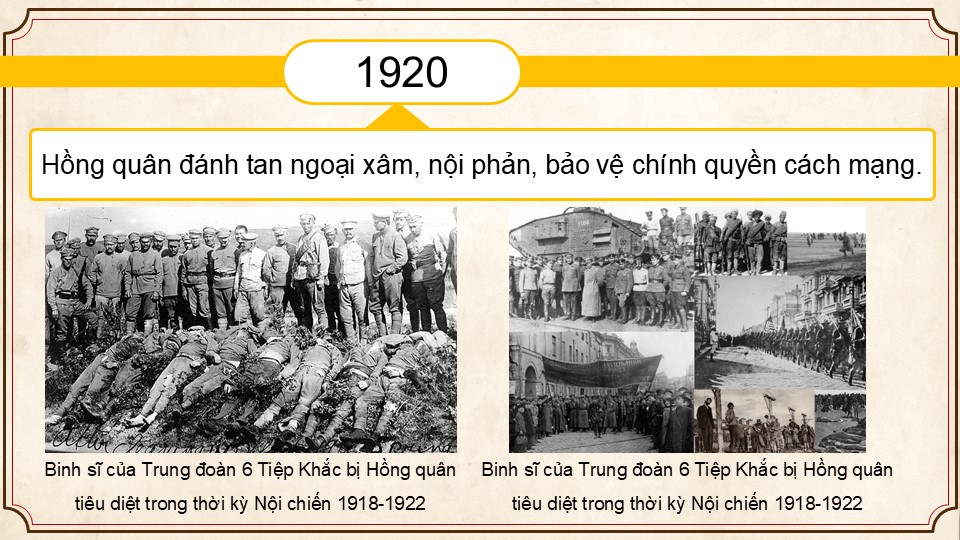 1920
Hồng quân đánh tan ngoại xâm, nội phản, bảo vệ chính quyền cách mạng.
Binh sĩ của Trung đoàn 6 Tiệp Khắc bị Hồng quân
tiêu diệt trong thời kỳ Nội chiến 1918-1922
Binh sĩ của Trung đoàn 6 Tiệp Khắc bị Hồng quân
tiêu diệt trong thời kỳ Nội chiến 1918-1922